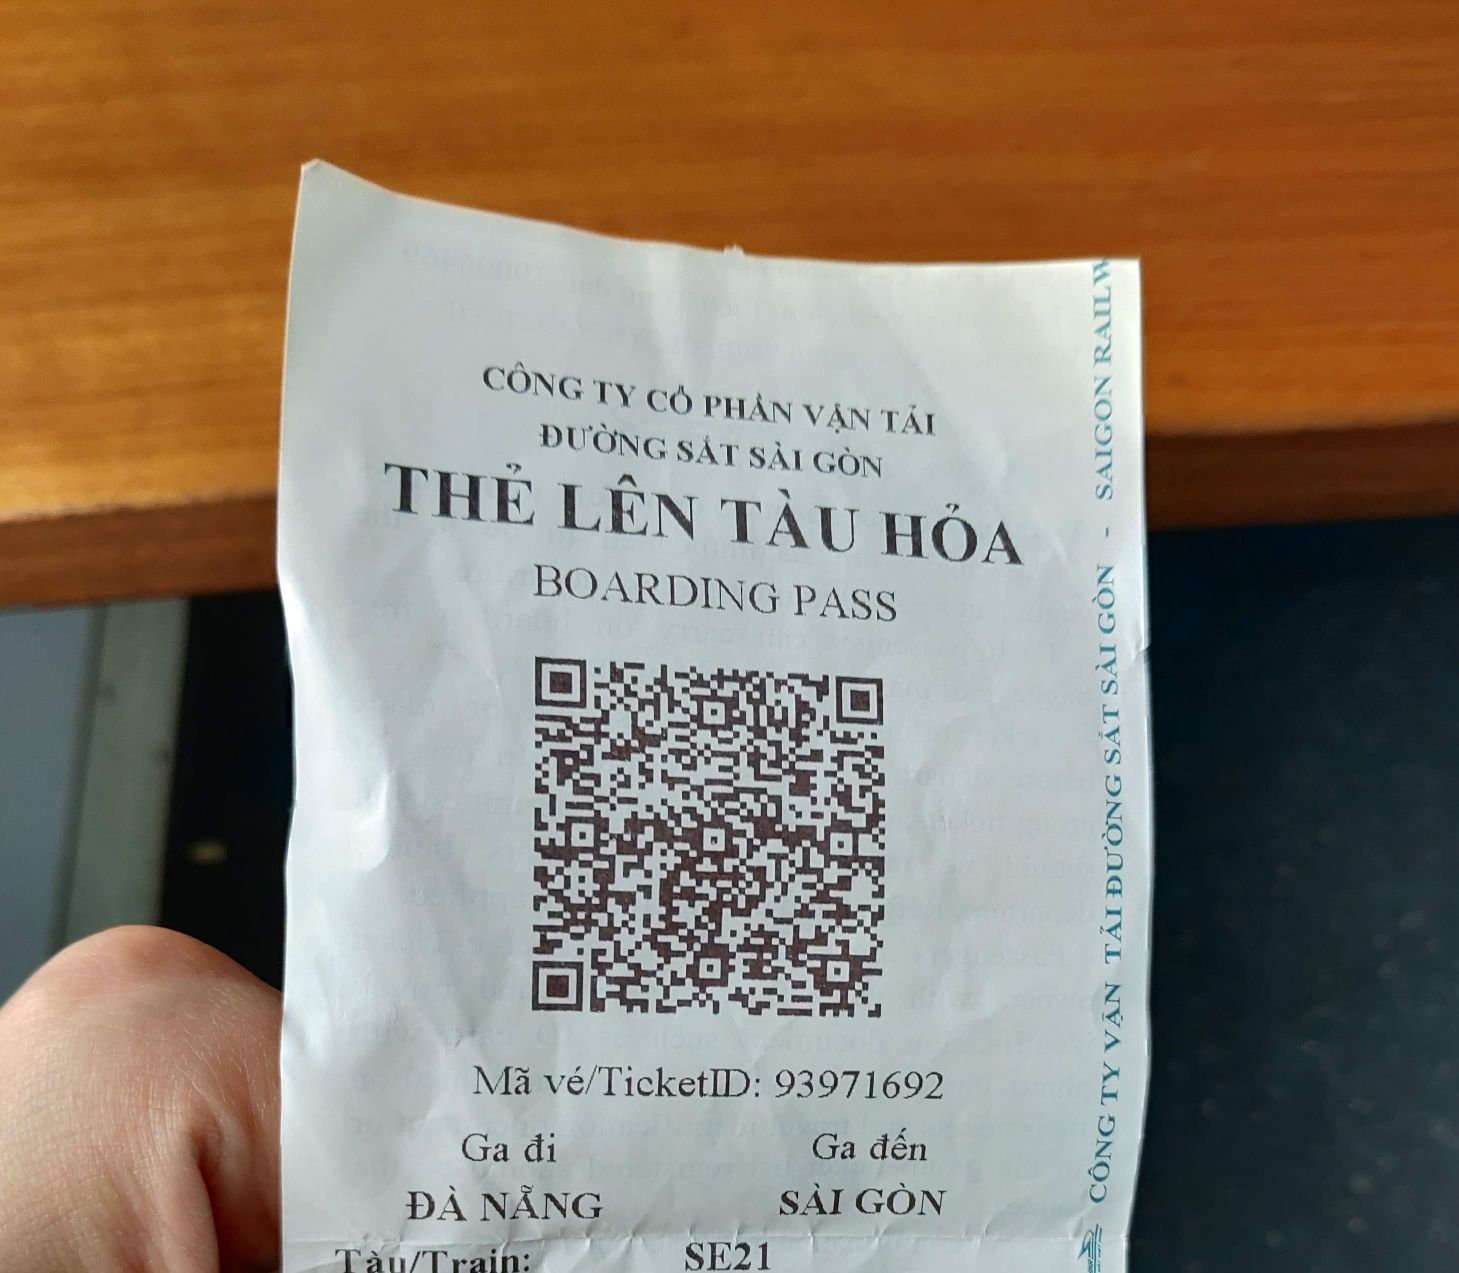 CÔNG TY CỔ PHẦN VẬN TẢI
ĐƯỜNG SẮT SÀI GÒN
THẺ LÊN TÀU HỎA
BOARDING PASS
Mã vé/TicketID: 93971692
Ga đi Ga đến
ĐÀ NẴNG SÀI GÒN
Tàu/Train: SE21
CÔNG TY VẬN TẢI ĐƯỜNG SẮT SÀI GÒN - SAIGON RAILW